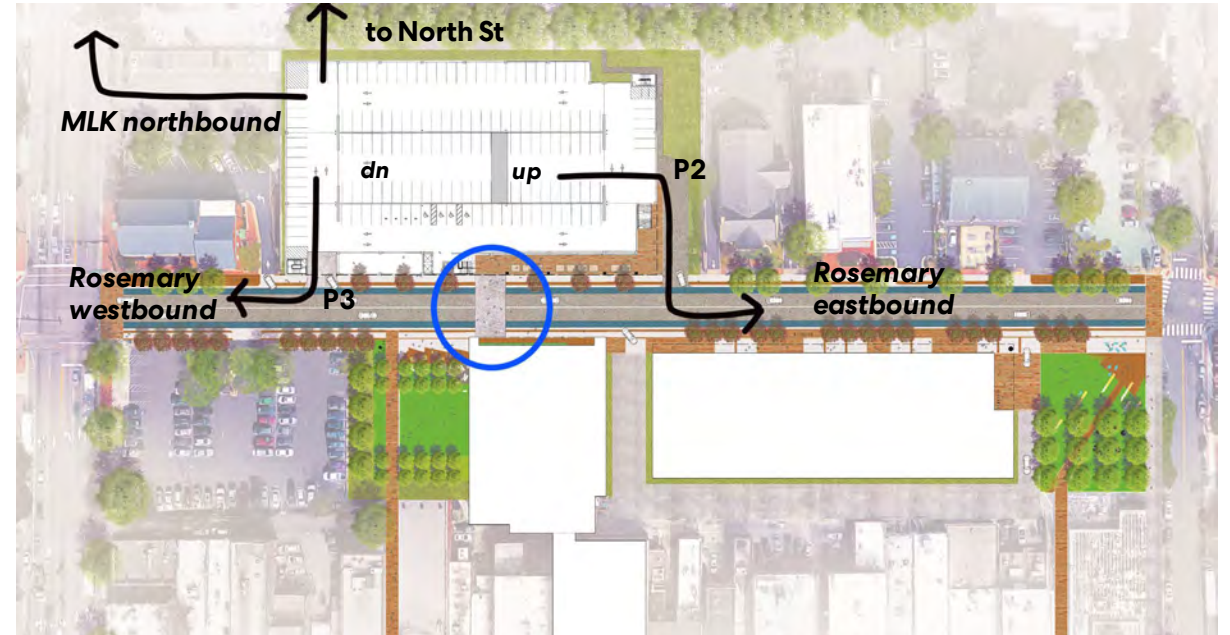 to North St
MLK northbound
dn
up
P2
Rosemary
westbound
P3
Rosemary
eastbound